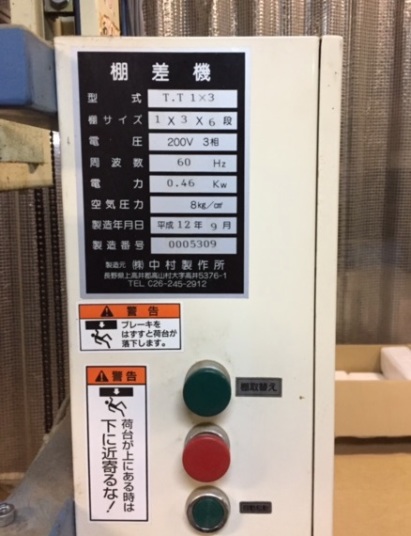 棚差機
型式 T.T 1×3
棚サイズ 1 X 3 X 6 段
電圧 200V 3相
周波数 60 Hz
電力 0.46 Kw
空気圧力 8kg/c㎡
製造年月日 平成12年9月
製造番号 0005309
製造元 ㈱中村製作所
長野県上高井郡高山村大字高井5376-1
TEL 026-245-2912
警告
ブレーキを
はずすと荷台が
落下します。
警告
荷台が上にある時は
下に近寄るな!
棚取替え